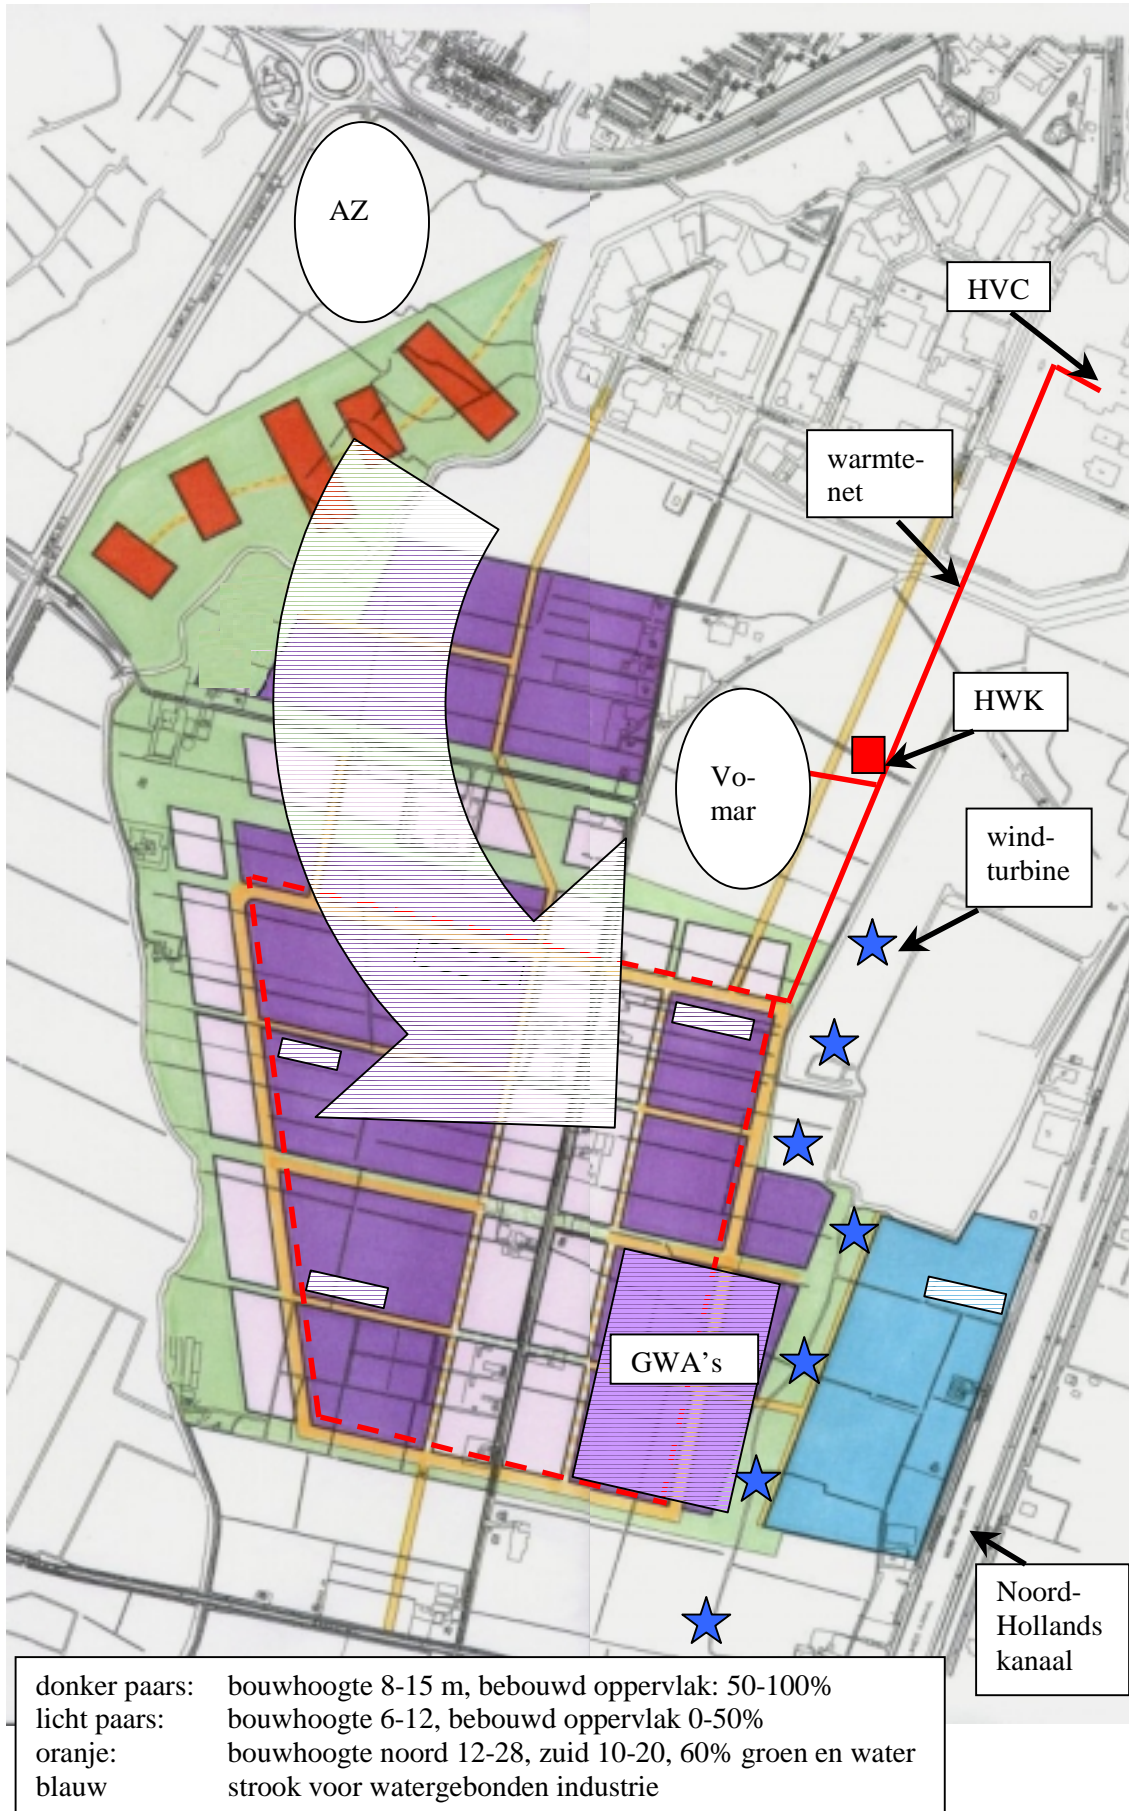 AZ
HVC
warmte-
net
HWK
Vo-
mar
wind-
turbine
GWA's
Noord-
Hollands
kanaal
donker paars: bouwhoogte 8-15 m, bebouwd oppervlak: 50-100%
licht paars: bouwhoogte 6-12, bebouwd oppervlak 0-50%
oranje: bouwhoogte noord 12-28, zuid 10-20, 60% groen en water
blauw strook voor watergebonden industrie